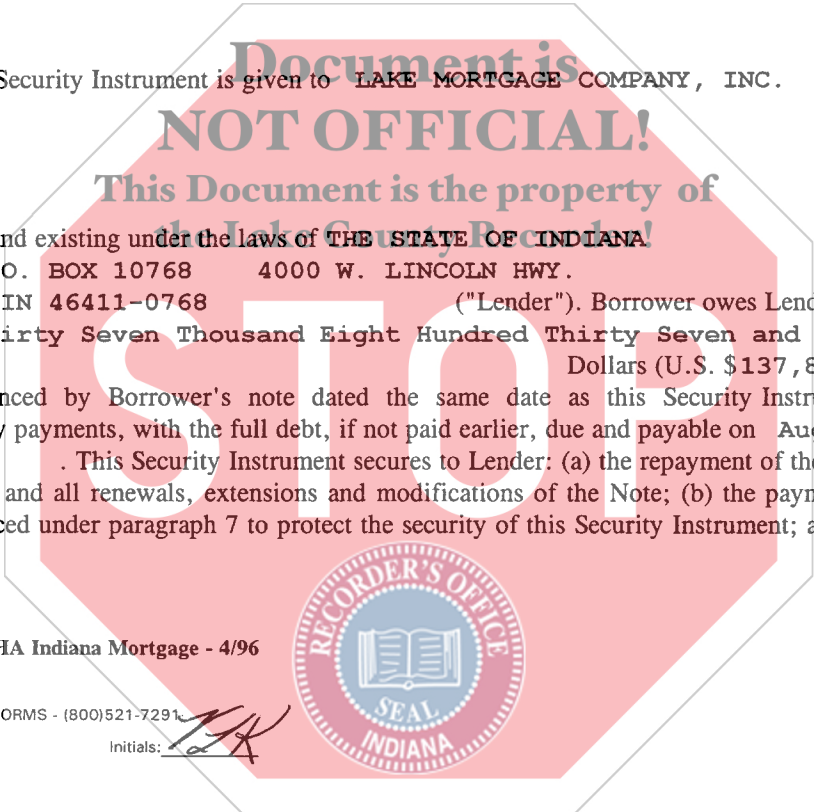 Document is
Security Instrument is given to LAKE MORTGAGE COMPANY, INC.
NOT OFFICIAL!
This Document is the property of
the Lake County Recorder!
nd existing under the laws of THE STATE OF INDIANA
O. BOX 10768 4000 W. LINCOLN HWY.
IN 46411-0768 ("Lender"). Borrower owes Lend
irty Seven Thousand Eight Hundred Thirty Seven and
Dollars (U.S. $137,8
nced by Borrower's note dated the same date as this Security Instru
y payments, with the full debt, if not paid earlier, due and payable on Aug
. This Security Instrument secures to Lender: (a) the repayment of the
and all renewals, extensions and modifications of the Note; (b) the paym
ced under paragraph 7 to protect the security of this Security Instrument; a
STOP
RECORDER'S OFFICE
SEAL
INDIANA
HA Indiana Mortgage - 4/96
ORMS - (800)521-7291
Initials: